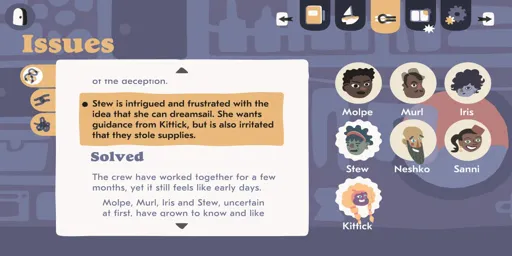 Issues
of the deception.
Stew is intrigued and frustrated with the
idea that she can dreamsail. She wants
guidance from Kittick, but is also irritated
that they stole supplies.
Solved
The crew have worked together for a few
months, yet it still feels like early days.
Molpe, Murl, Iris and Stew, uncertain
at first, have grown to know and like
Molpe
Murl
Iris
Stew
Neshko
Sanni
Kittick